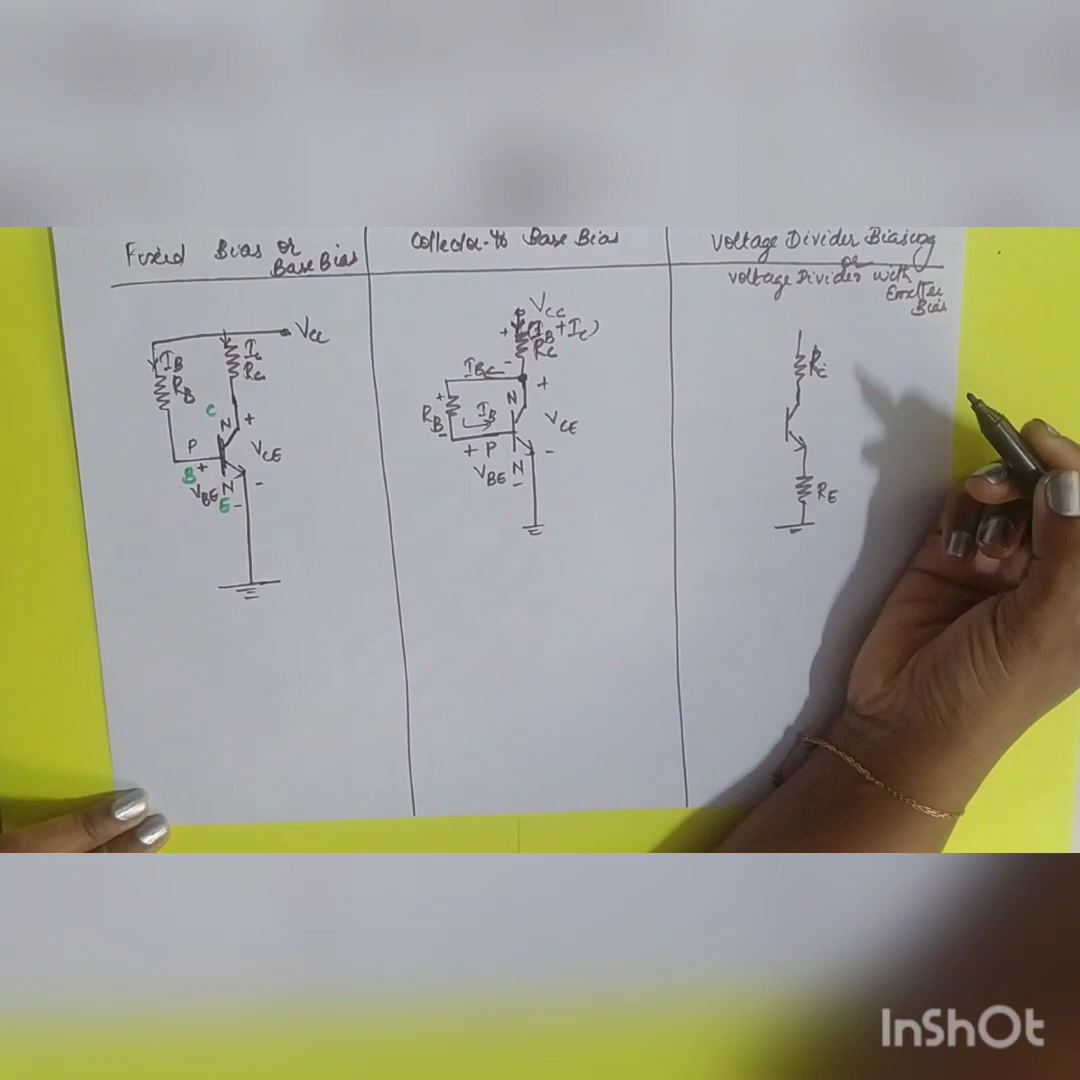 Fixed Bias or
Base Bias
Collector-to Base Bias
Voltage Divider Biasing
or
Voltage Divider with
Emitter
Bias
VCC
IB
RB
IC
RC
C
N
+
P
VCE
B
+
VBE
N
-
E
-
VCC
+
(IB+IC)
RC
-
IBC
+
+
RB
-
IB
N
VCE
+
P
-
VBE
N
-
RC
RE
InShOt